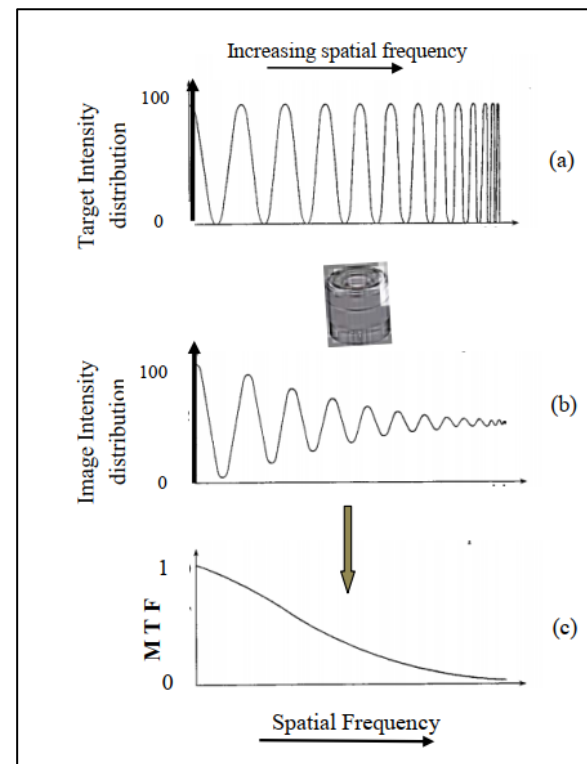 Increasing spatial frequency
Target Intensity
distribution
100
0
(a)
Image Intensity
distribution
100
0
(b)
M T F
1
0
(c)
Spatial Frequency